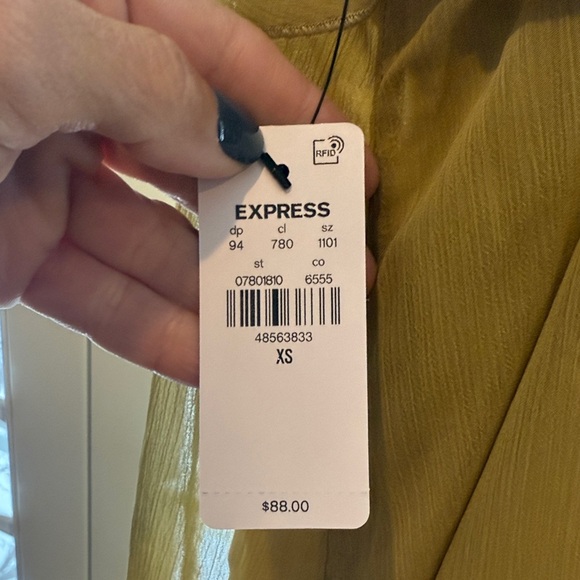 RFID
EXPRESS
dp cl sz
94 780 1101
st co
07801810 6555
48563833
XS
$88.00